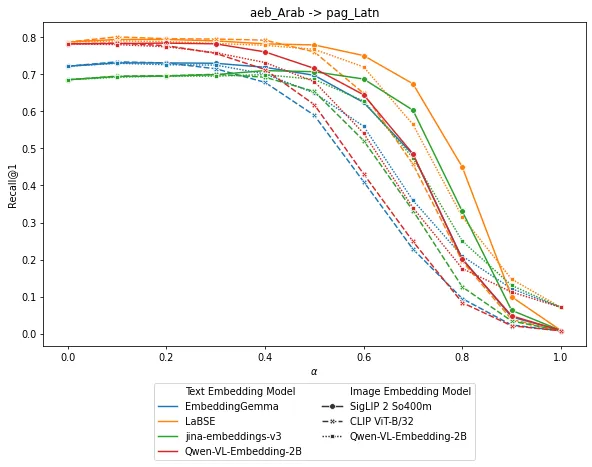 aeb_Arab -> pag_Latn
Recall@1
0.8
0.7
0.6
0.5
0.4
0.3
0.2
0.1
0.0
0.0 0.2 0.4 0.6 0.8 1.0
α
Text Embedding Model Image Embedding Model
EmbeddingGemma SigLIP 2 So400m
LaBSE CLIP ViT-B/32
jina-embeddings-v3 Qwen-VL-Embedding-2B
Qwen-VL-Embedding-2B